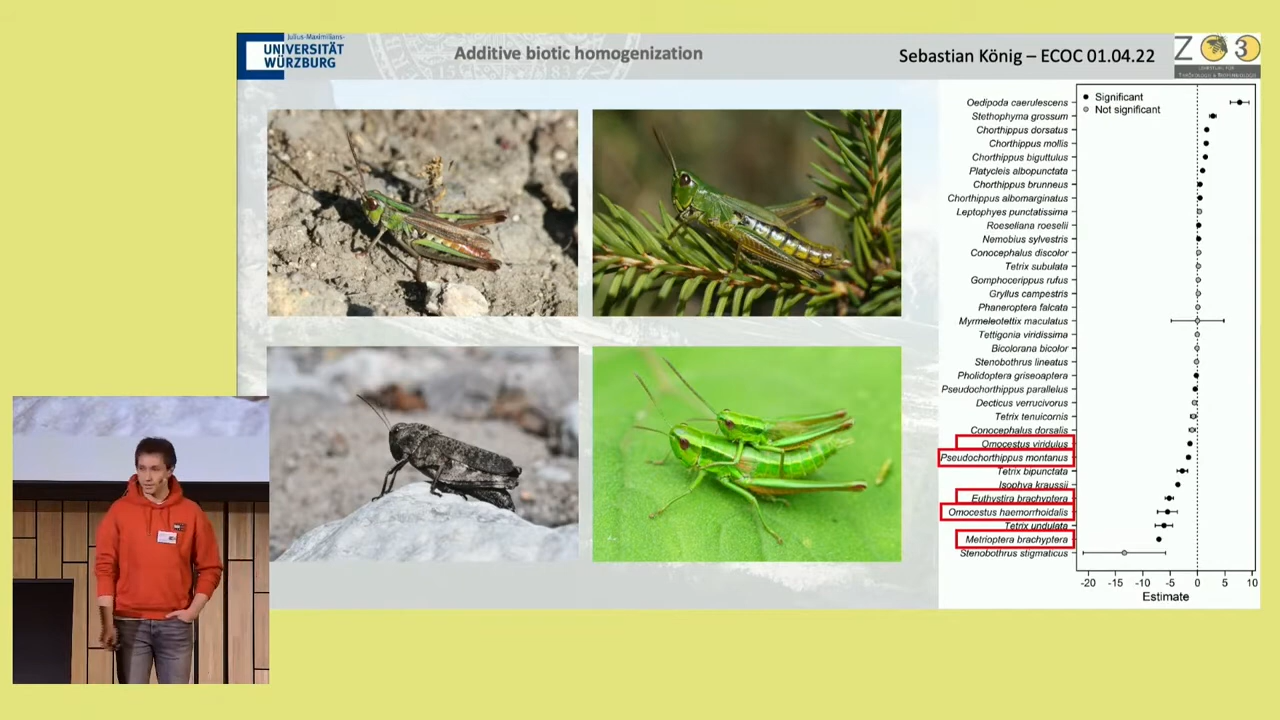 Julius-Maximilians-
UNIVERSITÄT
WÜRZBURG
Additive biotic homogenization
Sebastian König – ECOC 01.04.22
Z 3
Significant
Not significant
Oedipoda caerulescens
Stethophyma grossum
Chorthippus dorsatus
Chorthippus mollis
Chorthippus biguttulus
Platycleis albopunctata
Chorthippus brunneus
Chorthippus albomarginatus
Leptophyes punctatissima
Roeseliana roeselii
Nemobius sylvestris
Conocephalus discolor
Tetrix subulata
Gomphocerippus rufus
Gryllus campestris
Phaneroptera falcata
Myrmeleotettix maculatus
Tettigonia viridissima
Bicolorana bicolor
Stenobothrus lineatus
Pholidoptera griseoaptera
Pseudochorthippus parallelus
Decticus verrucivorus
Tetrix tenuicornis
Conocephalus dorsalis
Omocestus viridulus
Pseudochorthippus montanus
Tetrix bipunctata
Isophya kraussii
Euthystira brachyptera
Omocestus haemorrhoidalis
Tetrix undulata
Metrioptera brachyptera
Stenobothrus stigmaticus
-20 -15 -10 -5 0 5 10
Estimate